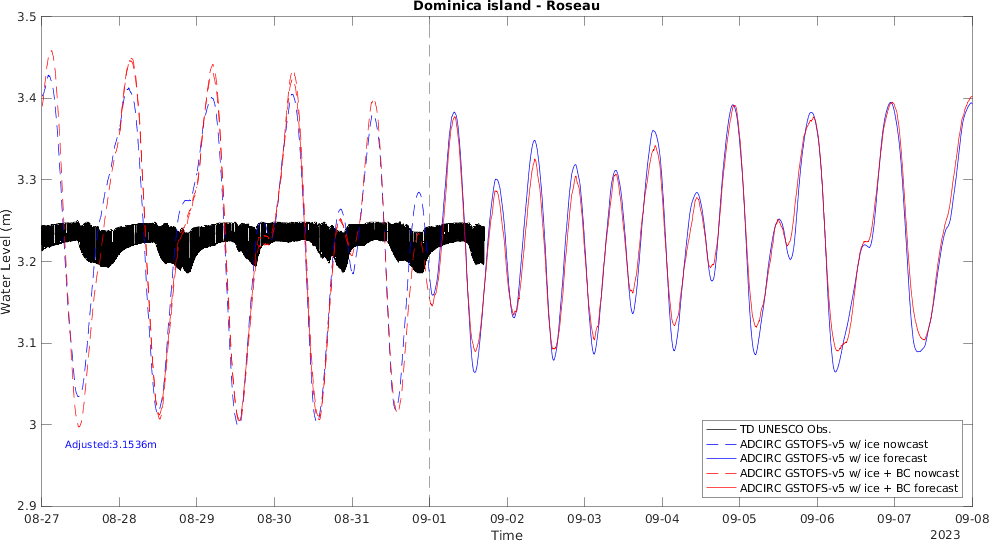 Dominica island - Roseau
3.5
3.4
3.3
3.2
3.1
3
2.9
Water Level (m)
Adjusted:3.1536m
TD UNESCO Obs.
ADCIRC GSTOFS-v5 w/ ice nowcast
ADCIRC GSTOFS-v5 w/ ice forecast
ADCIRC GSTOFS-v5 w/ ice + BC nowcast
ADCIRC GSTOFS-v5 w/ ice + BC forecast
08-27 08-28 08-29 08-30 08-31 09-01 09-02 09-03 09-04 09-05 09-06 09-07 09-08
Time
2023